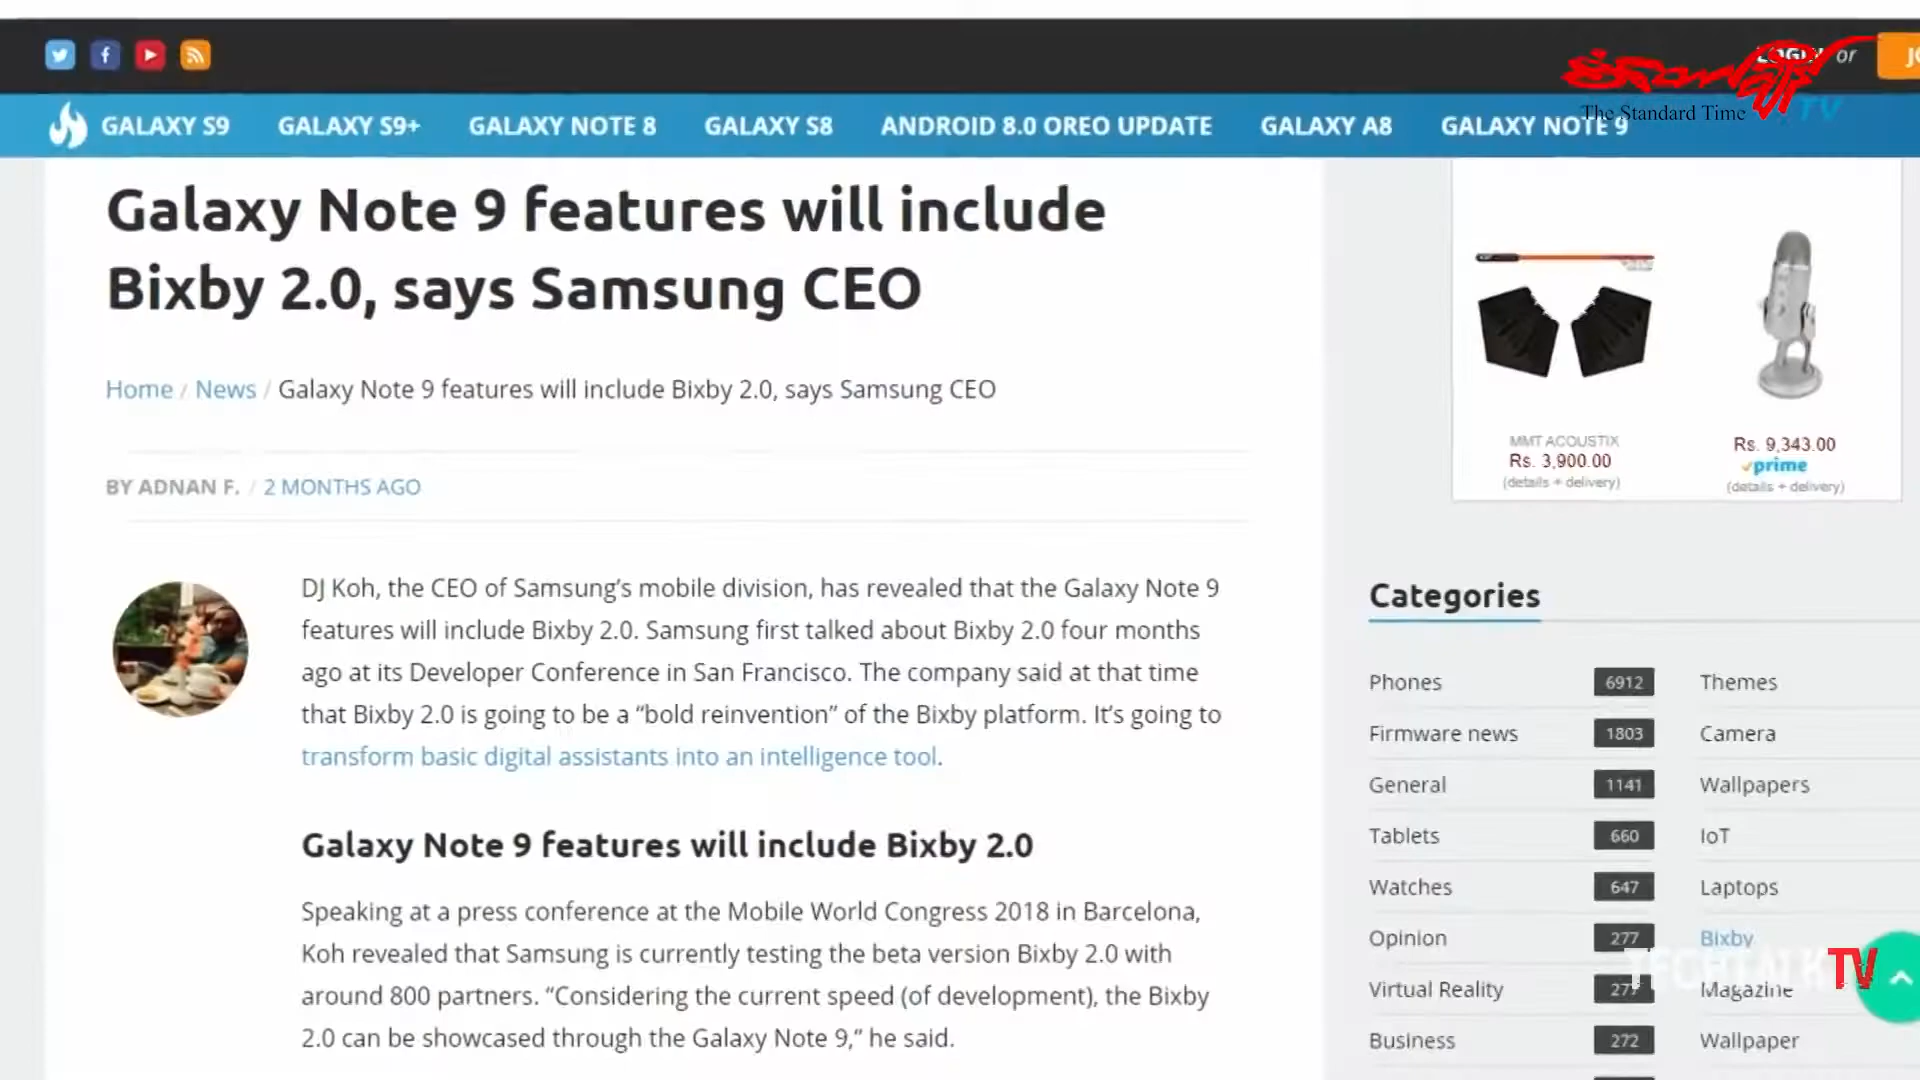 LOGIN or
The Standard Time
TV
GALAXY S9 GALAXY S9+ GALAXY NOTE 8 GALAXY S8 ANDROID 8.0 OREO UPDATE GALAXY A8 GALAXY NOTE 9
Galaxy Note 9 features will include
Bixby 2.0, says Samsung CEO
Home / News / Galaxy Note 9 features will include Bixby 2.0, says Samsung CEO
BY ADNAN F. / 2 MONTHS AGO
DJ Koh, the CEO of Samsung’s mobile division, has revealed that the Galaxy Note 9
features will include Bixby 2.0. Samsung first talked about Bixby 2.0 four months
ago at its Developer Conference in San Francisco. The company said at that time
that Bixby 2.0 is going to be a “bold reinvention” of the Bixby platform. It’s going to
transform basic digital assistants into an intelligence tool.
Galaxy Note 9 features will include Bixby 2.0
Speaking at a press conference at the Mobile World Congress 2018 in Barcelona,
Koh revealed that Samsung is currently testing the beta version Bixby 2.0 with
around 800 partners. “Considering the current speed (of development), the Bixby
2.0 can be showcased through the Galaxy Note 9,” he said.
MMT ACOUSTIX
Rs. 3,900.00
(details + delivery)
Rs. 9,343.00
prime
(details + delivery)
Categories
Phones 6912 Themes
Firmware news 1803 Camera
General 1141 Wallpapers
Tablets 660 IoT
Watches 647 Laptops
Opinion 277 Bixby
Virtual Reality 277 Magazine
Business 272 Wallpaper
TECHTALKTV